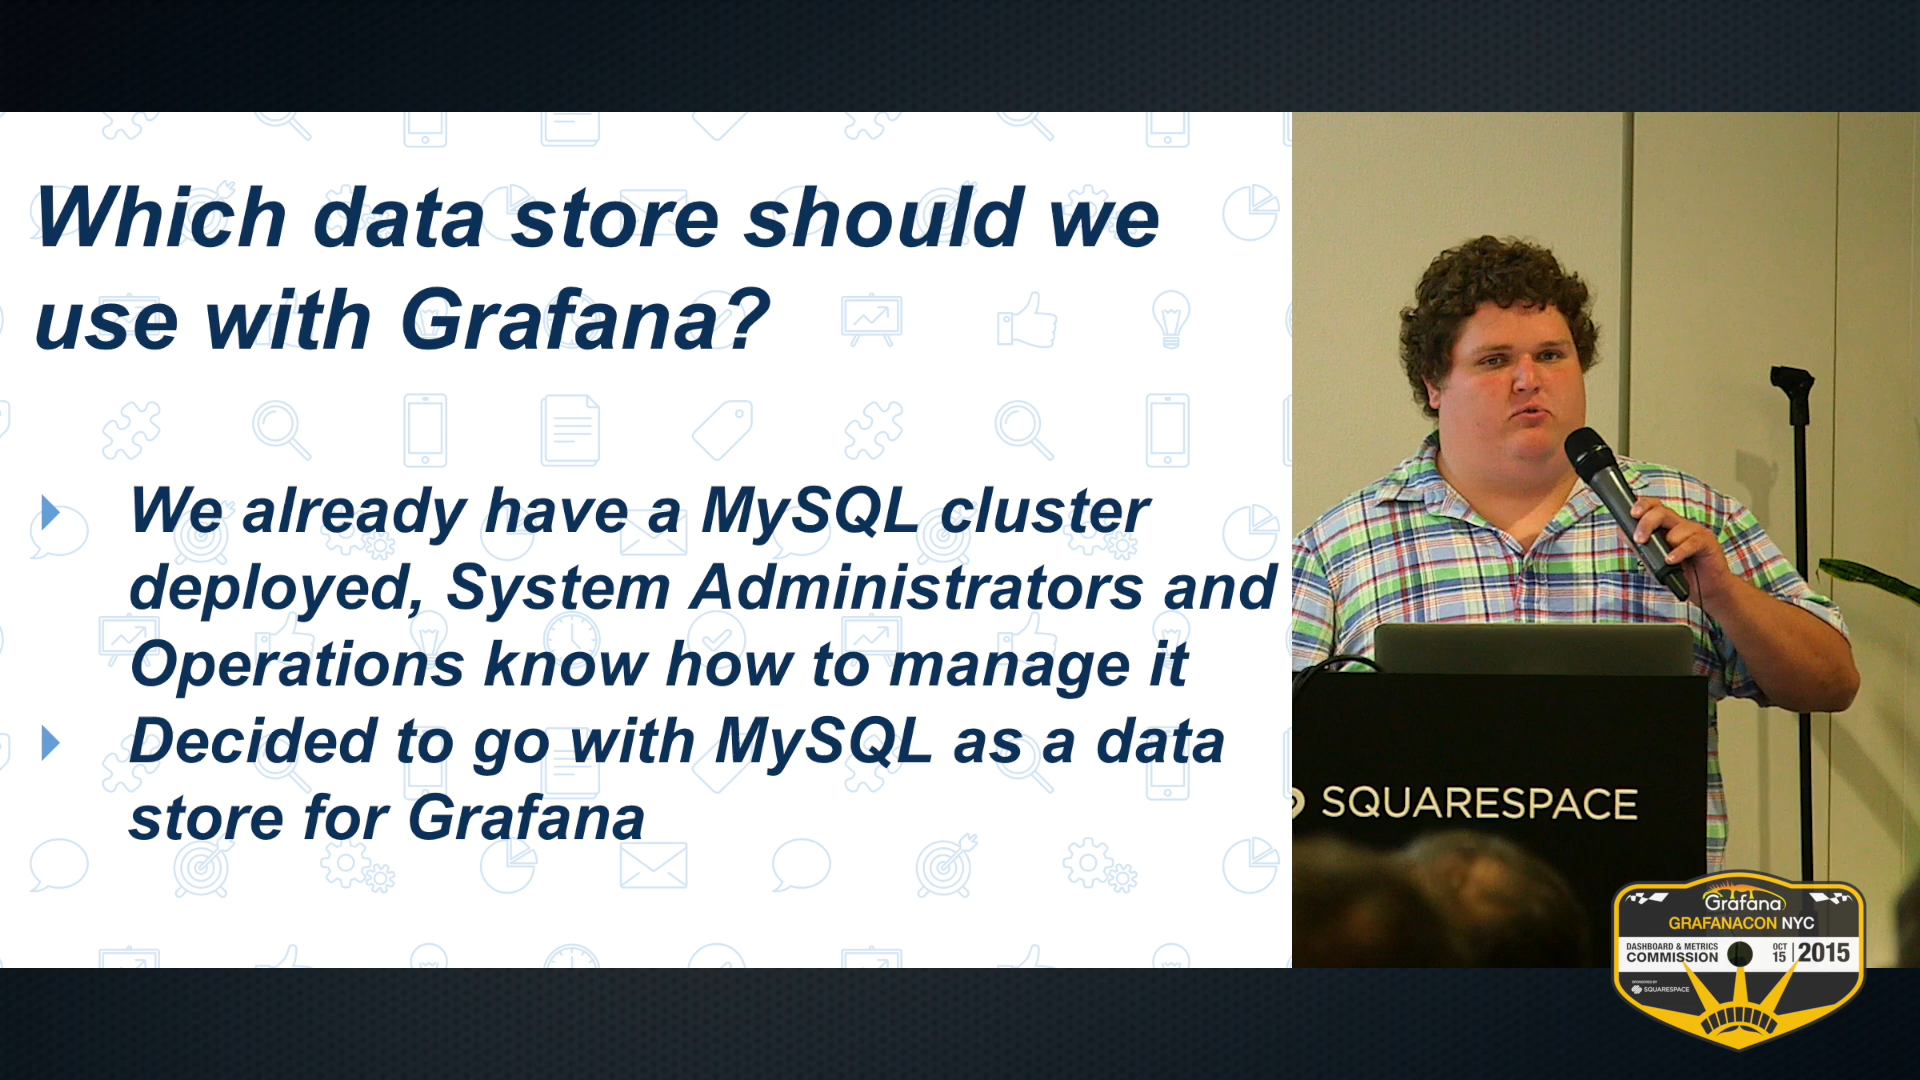 Which data store should we
use with Grafana?
We already have a MySQL cluster
deployed, System Administrators and
Operations know how to manage it
Decided to go with MySQL as a data
store for Grafana
SQUARESPACE
Grafana
GRAFANACON NYC
DASHBOARD & METRICS
COMMISSION
OCT
15
2015
SPONSORED BY
SQUARESPACE